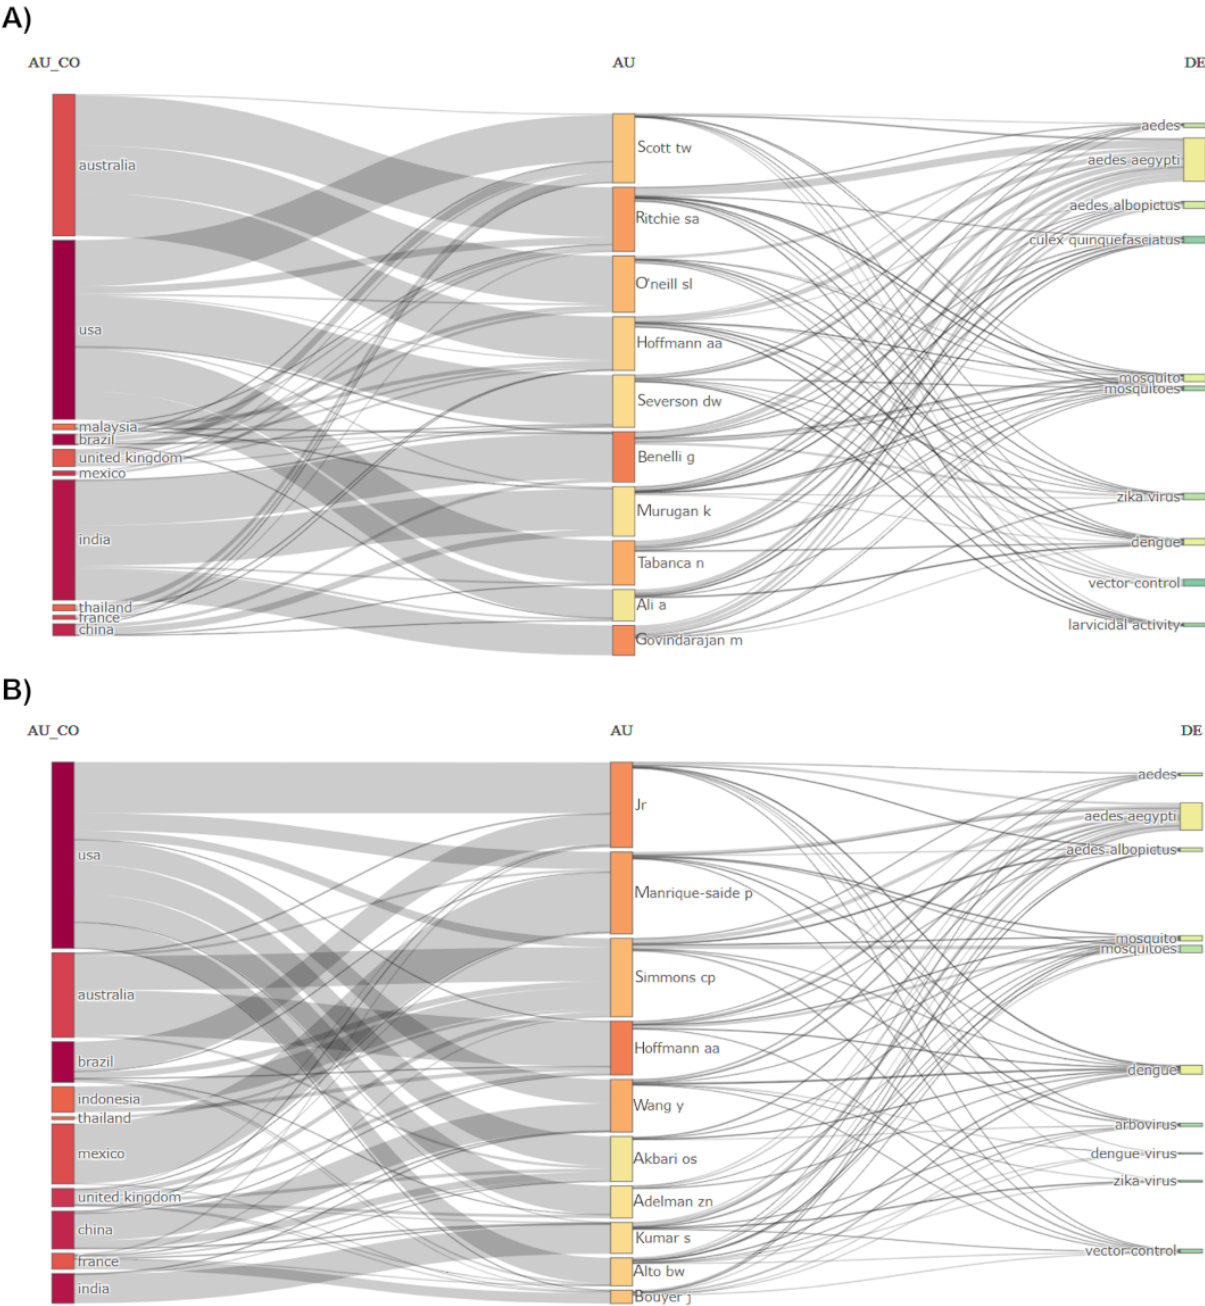 A)
AU_CO AU DE
australia
usa
malaysia
brazil
united kingdom
mexico
india
thailand
france
china
Scott tw
Ritchie sa
O'neill sl
Hoffmann aa
Severson dw
Benelli g
Murugan k
Tabanca n
Ali a
Govindarajan m
aedes
aedes aegypti
aedes albopictus
culex quinquefasciatus
mosquito
mosquitoes
zika virus
dengue
vector control
larvicidal activity
B)
AU_CO AU DE
usa
australia
brazil
indonesia
thailand
mexico
united kingdom
china
france
india
Jr
Manrique-saide p
Simmons cp
Hoffmann aa
Wang y
Akbari os
Adelman zn
Kumar s
Alto bw
Bouyer j
aedes
aedes aegypti
aedes albopictus
mosquito
mosquitoes
dengue
arbovirus
dengue virus
zika virus
vector control